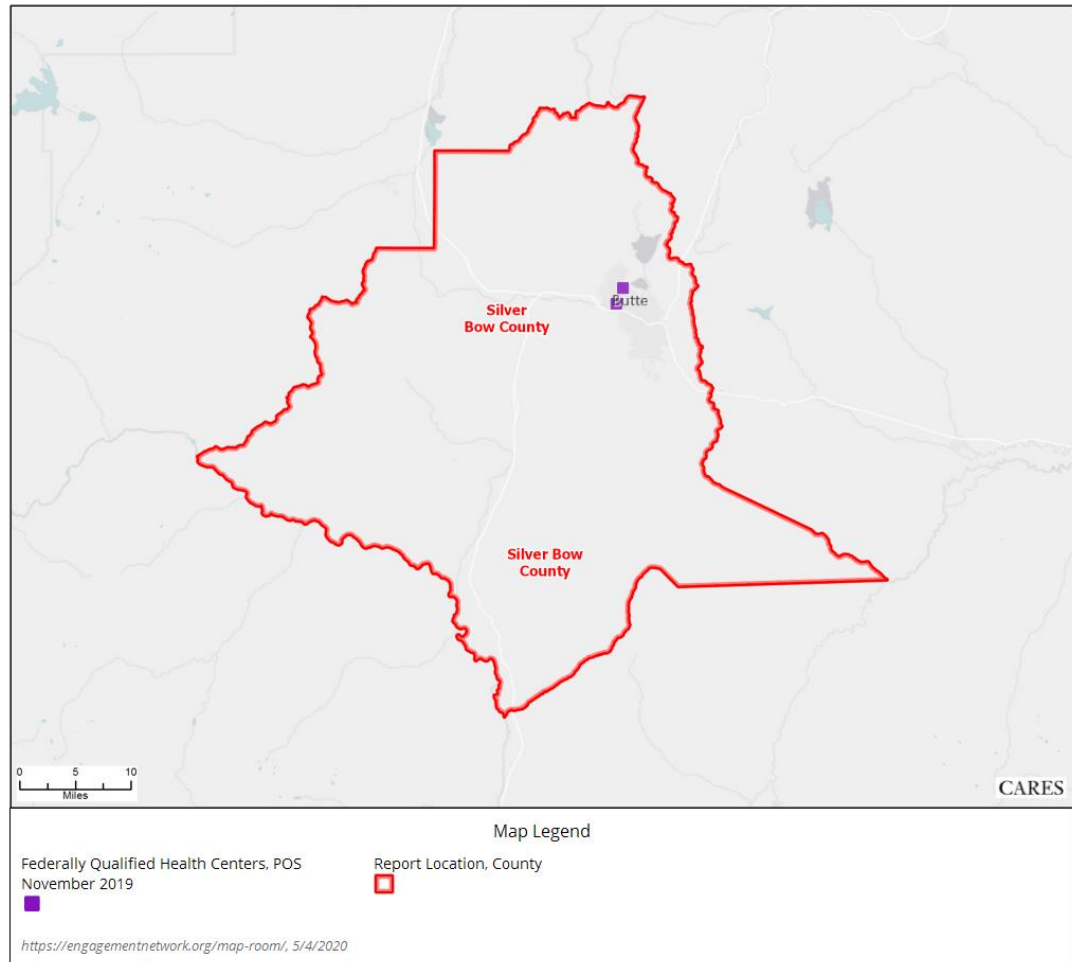 Butte
Silver
Bow County
Silver Bow
County
0 5 10
Miles
CARES
Map Legend
Federally Qualified Health Centers, POS
November 2019
Report Location, County
https://engagementnetwork.org/map-room/, 5/4/2020